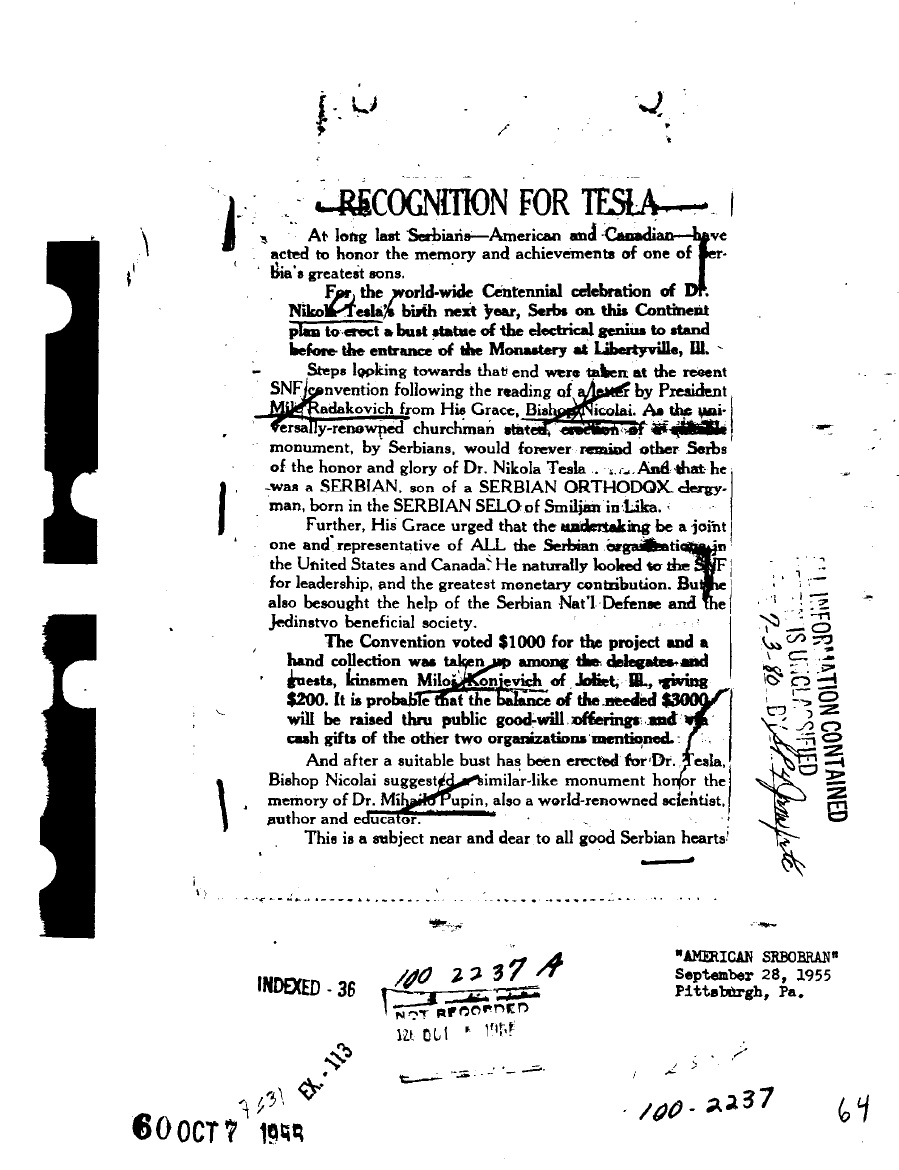 RECOGNITION FOR TESLA
At long last Serbians—American and Canadian—have
acted to honor the memory and achievements of one of Ser-
bia's greatest sons.
For the world-wide Centennial celebration of Dr.
Nikola Tesla's birth next year, Serbs on this Continent
plan to erect a bust statue of the electrical genius to stand
before the entrance of the Monastery at Libertyville, Ill.
Steps looking towards that end were taken at the recent
SNF convention following the reading of a letter by President
Mile Radakovich from His Grace, Bishop Nicolai. As the uni-
versally-renowned churchman stated, erection of a suitable
monument, by Serbians, would forever remind other Serbs
of the honor and glory of Dr. Nikola Tesla . . . . And that he
was a SERBIAN, son of a SERBIAN ORTHODOX clergy-
man, born in the SERBIAN SELO of Smiljan in Lika.
Further, His Grace urged that the undertaking be a joint
one and representative of ALL the Serbian organizations in
the United States and Canada. He naturally looked to the SNF
for leadership, and the greatest monetary contribution. But he
also besought the help of the Serbian Nat'l Defense and the
Jedinstvo beneficial society.
The Convention voted $1000 for the project and a
hand collection was taken up among the delegates and
guests, kinsmen Miloj Konjevich of Joliet, Ill., giving
$200. It is probable that the balance of the needed $3000
will be raised thru public good-will offerings and via
cash gifts of the other two organizations mentioned.
And after a suitable bust has been erected for Dr. Tesla,
Bishop Nicolai suggested a similar-like monument honor the
memory of Dr. Mihailo Pupin, also a world-renowned scientist,
author and educator.
This is a subject near and dear to all good Serbian hearts
ALL INFORMATION CONTAINED
HEREIN IS UNCLASSIFIED
9-3-80 BY SP4
"AMERICAN SRBOBRAN"
September 28, 1955
Pittsburgh, Pa.
INDEXED - 36
100 2237 A
NOT RECORDED
OCT 1955
EX. - 113
7631
60 OCT 7 1955
100-2237
64